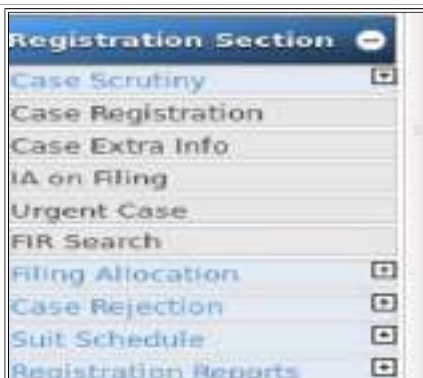 Registration Section
Case Scrutiny
Case Registration
Case Extra Info
IA on Filing
Urgent Case
FIR Search
Filing Allocation
Case Rejection
Suit Schedule
Registration Reports